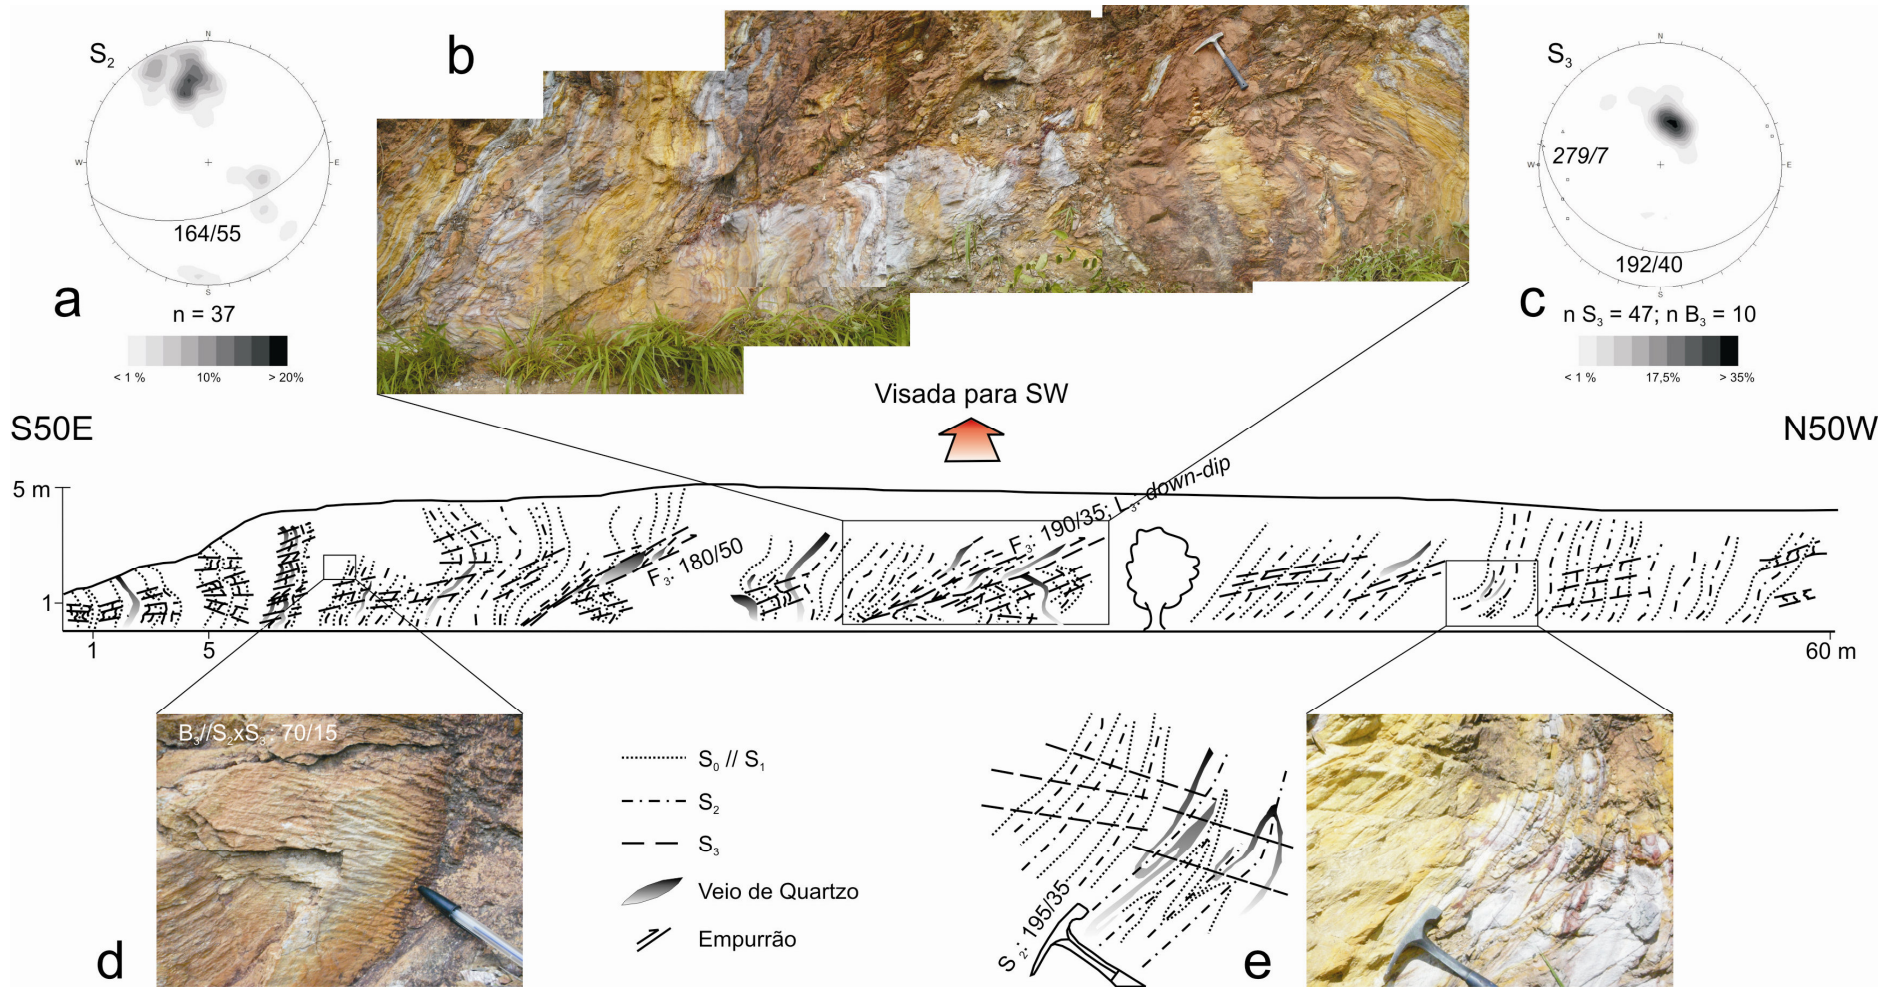 S2
N
W
E
S
164/55
a
n = 37
< 1 %
10%
> 20%
b
S3
N
W
E
S
279/7
192/40
c
n S3 = 47; n B3 = 10
< 1 %
17,5%
> 35%
Visada para SW
S50E
N50W
5 m
1
F3: 180/50
F3: 190/35; L3: down-dip
1
5
60 m
B3//S2xS3: 70/15
d
S0 // S1
S2
S3
Veio de Quartzo
Empurrão
S2: 195/35
e